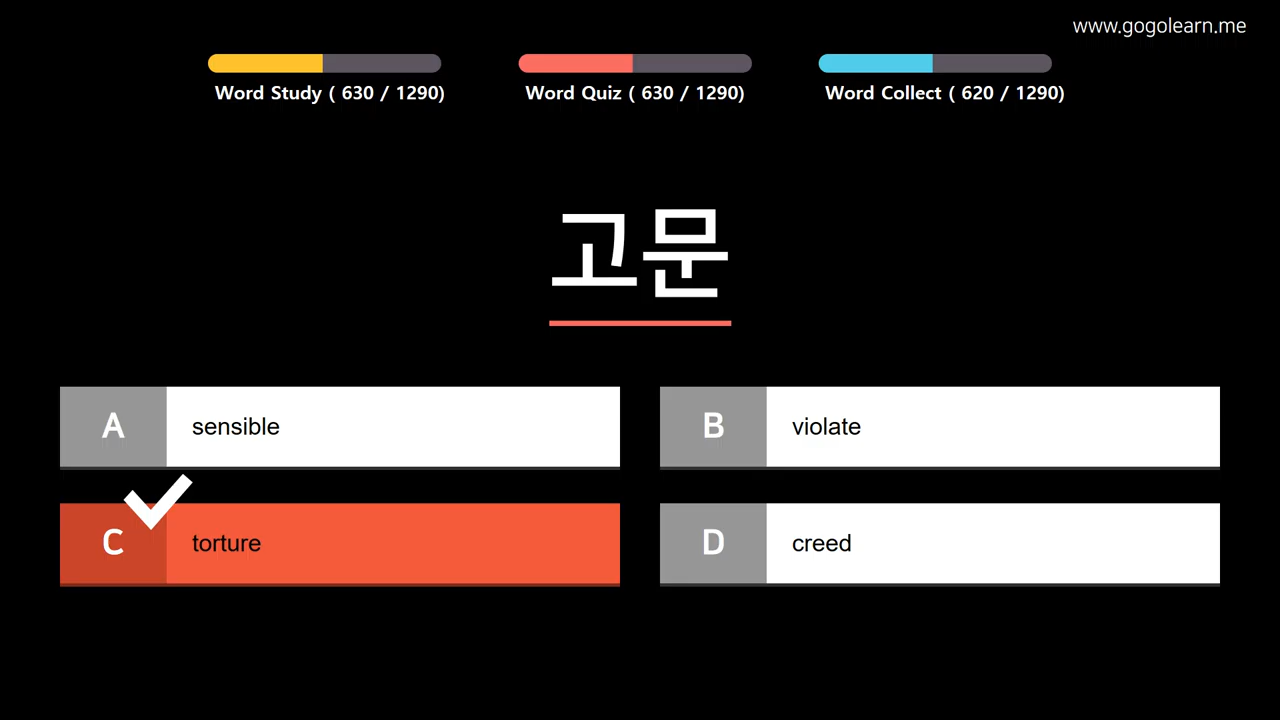 www.gogolearn.me
Word Study ( 630 / 1290)
Word Quiz ( 630 / 1290)
Word Collect ( 620 / 1290)
고문
A sensible
B violate
C torture
D creed